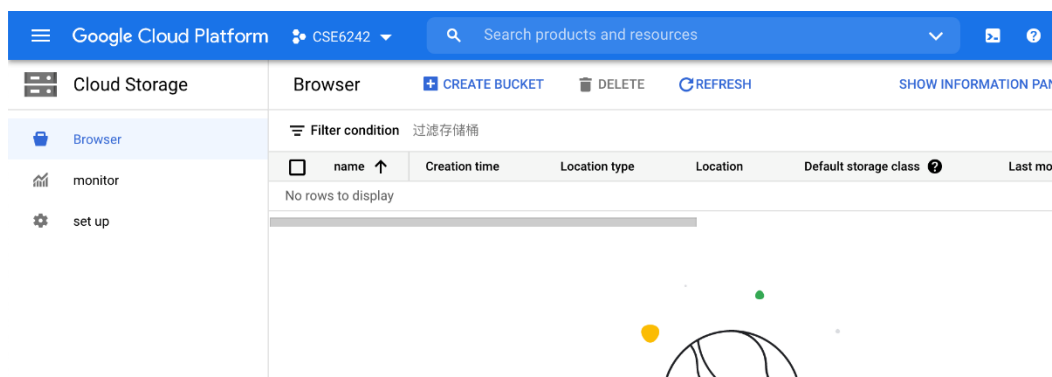 Google Cloud Platform CSE6242 Search products and resources
Cloud Storage Browser CREATE BUCKET DELETE REFRESH SHOW INFORMATION PAN
Browser
Filter condition 过滤存储桶
name Creation time Location type Location Default storage class Last mo
monitor
No rows to display
set up